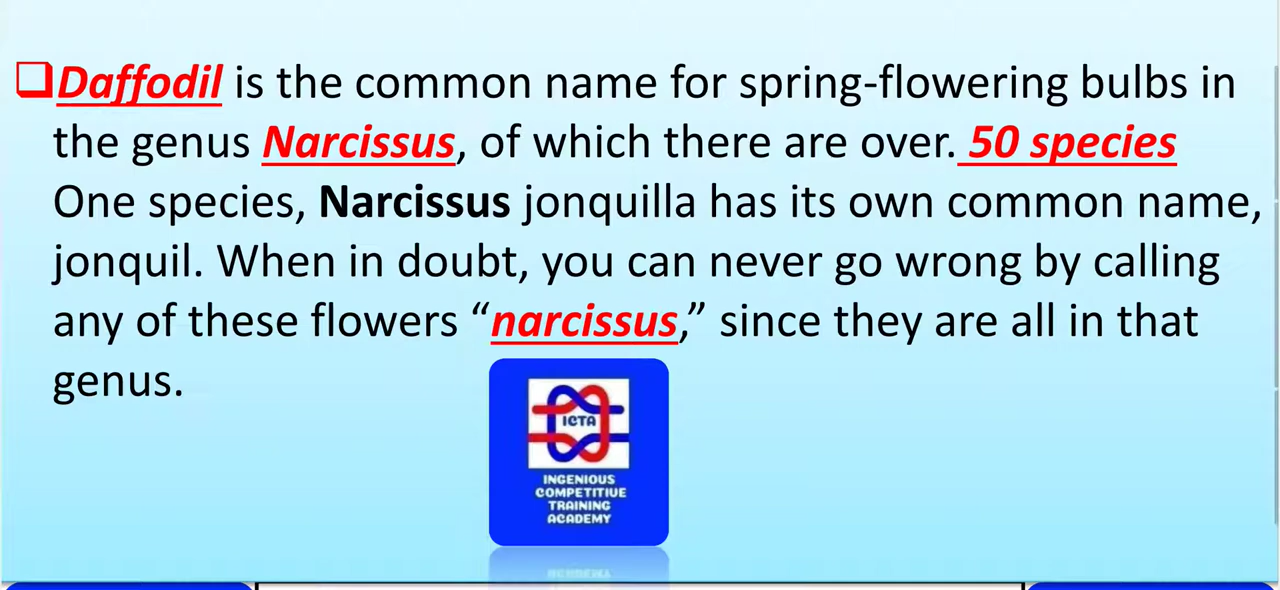 ❑Daffodil is the common name for spring-flowering bulbs in
the genus Narcissus, of which there are over. 50 species
One species, Narcissus jonquilla has its own common name,
jonquil. When in doubt, you can never go wrong by calling
any of these flowers “narcissus,” since they are all in that
genus.
ICTA
INGENIOUS
COMPETITIVE
TRAINING
ACADEMY